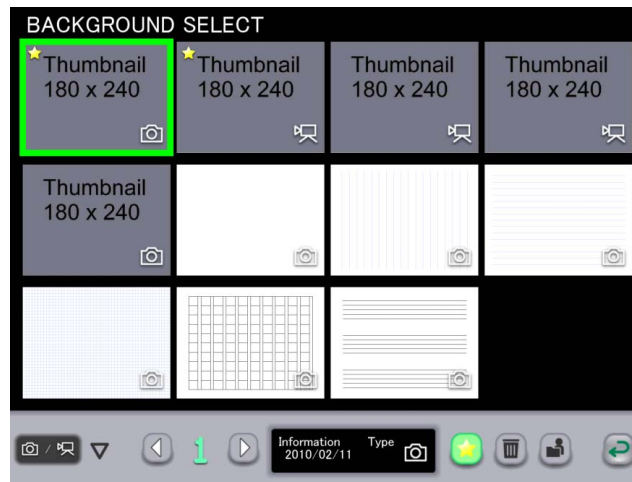 BACKGROUND SELECT
Thumbnail
180 x 240
Thumbnail
180 x 240
Thumbnail
180 x 240
Thumbnail
180 x 240
Thumbnail
180 x 240
1
Information Type
2010/02/11